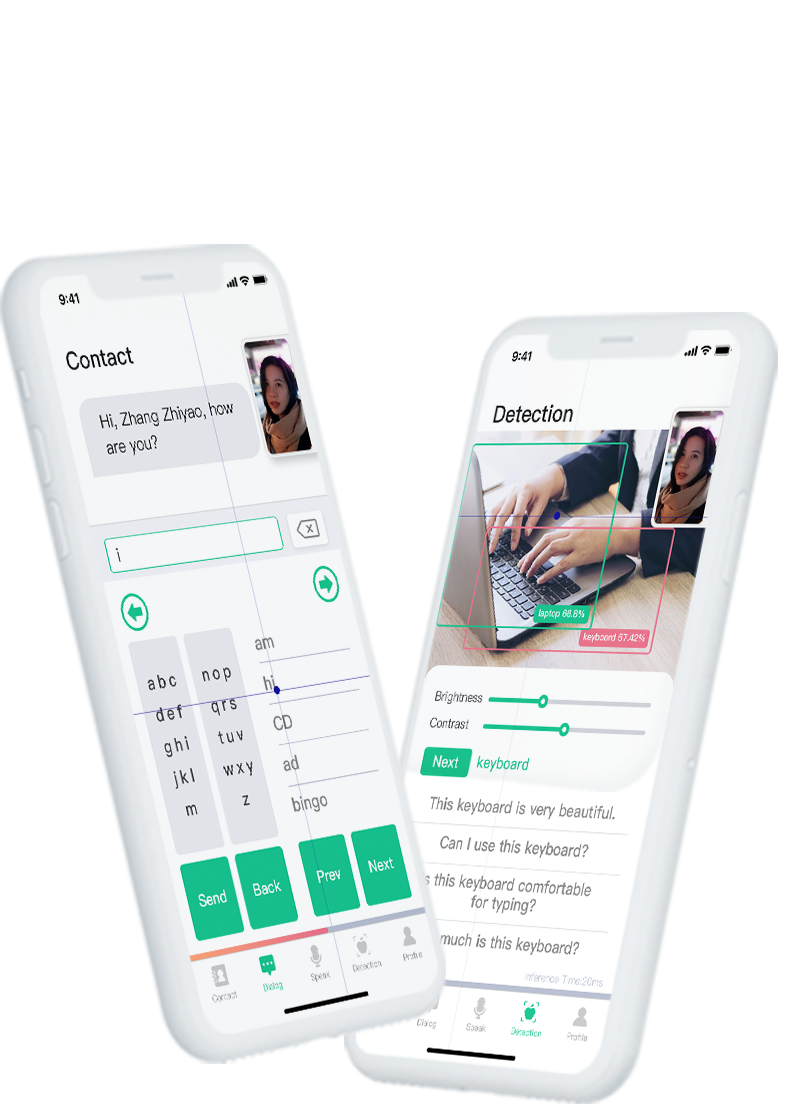 9:41
Contact
Hi, Zhang Zhiyao, how
are you?
i
abc
def
ghi
jkl
m
nop
qrs
tuv
wxy
z
am
hi
CD
ad
bingo
Send
Back
Prev
Next
Contact
Dialog
Speak
Detection
Profile
9:41
Detection
laptop 66.8%
keyboard 57.42%
Brightness
Contrast
Next
keyboard
This keyboard is very beautiful.
Can I use this keyboard?
s this keyboard comfortable
for typing?
much is this keyboard?
Inference Time:20ms
Dialog
Speak
Detection
Profile